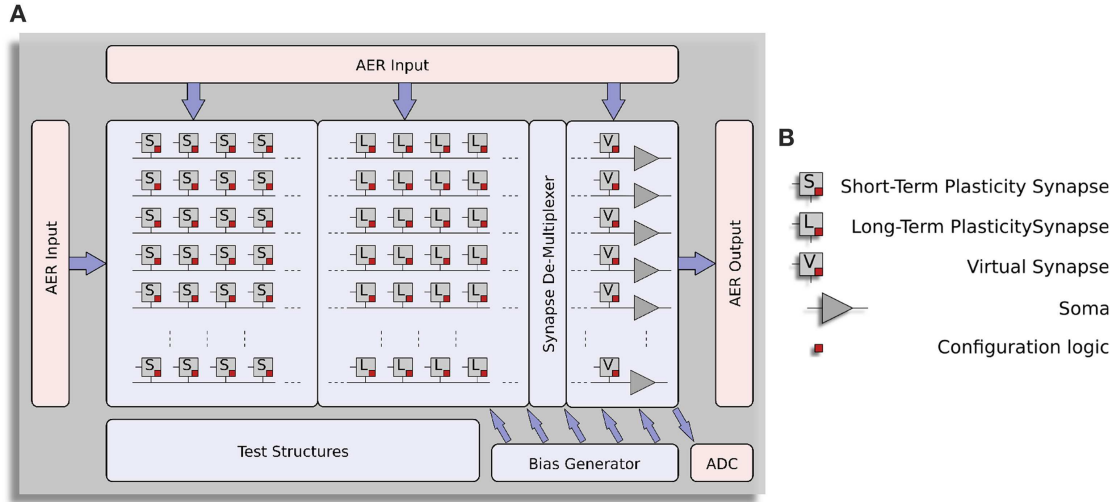 A
AER Input
S S S S L L L L V
S S S S L L L L V
S S S S L L L L V
S S S S L L L L V
S S S S L L L L V
S S S S L L L L V
AER Input
Synapse De-Multiplexer
AER Output
Test Structures
Bias Generator
ADC
B
S Short-Term Plasticity Synapse
L Long-Term PlasticitySynapse
V Virtual Synapse
Soma
Configuration logic